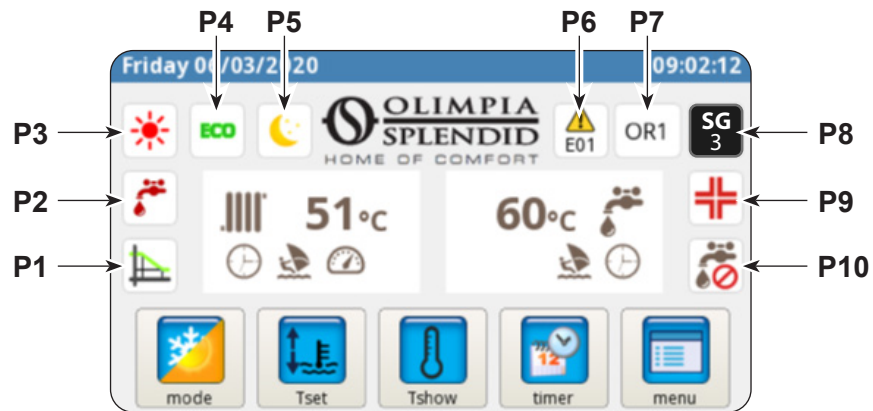 P4 P5 P6 P7
Friday 06/03/2020 09:02:12
P3 ECO OLIMPIA SPLENDID HOME OF COMFORT E01 OR1 SG 3 P8
P2 51°C 60°C P9
P1 P10
12
mode Tset Tshow timer menu